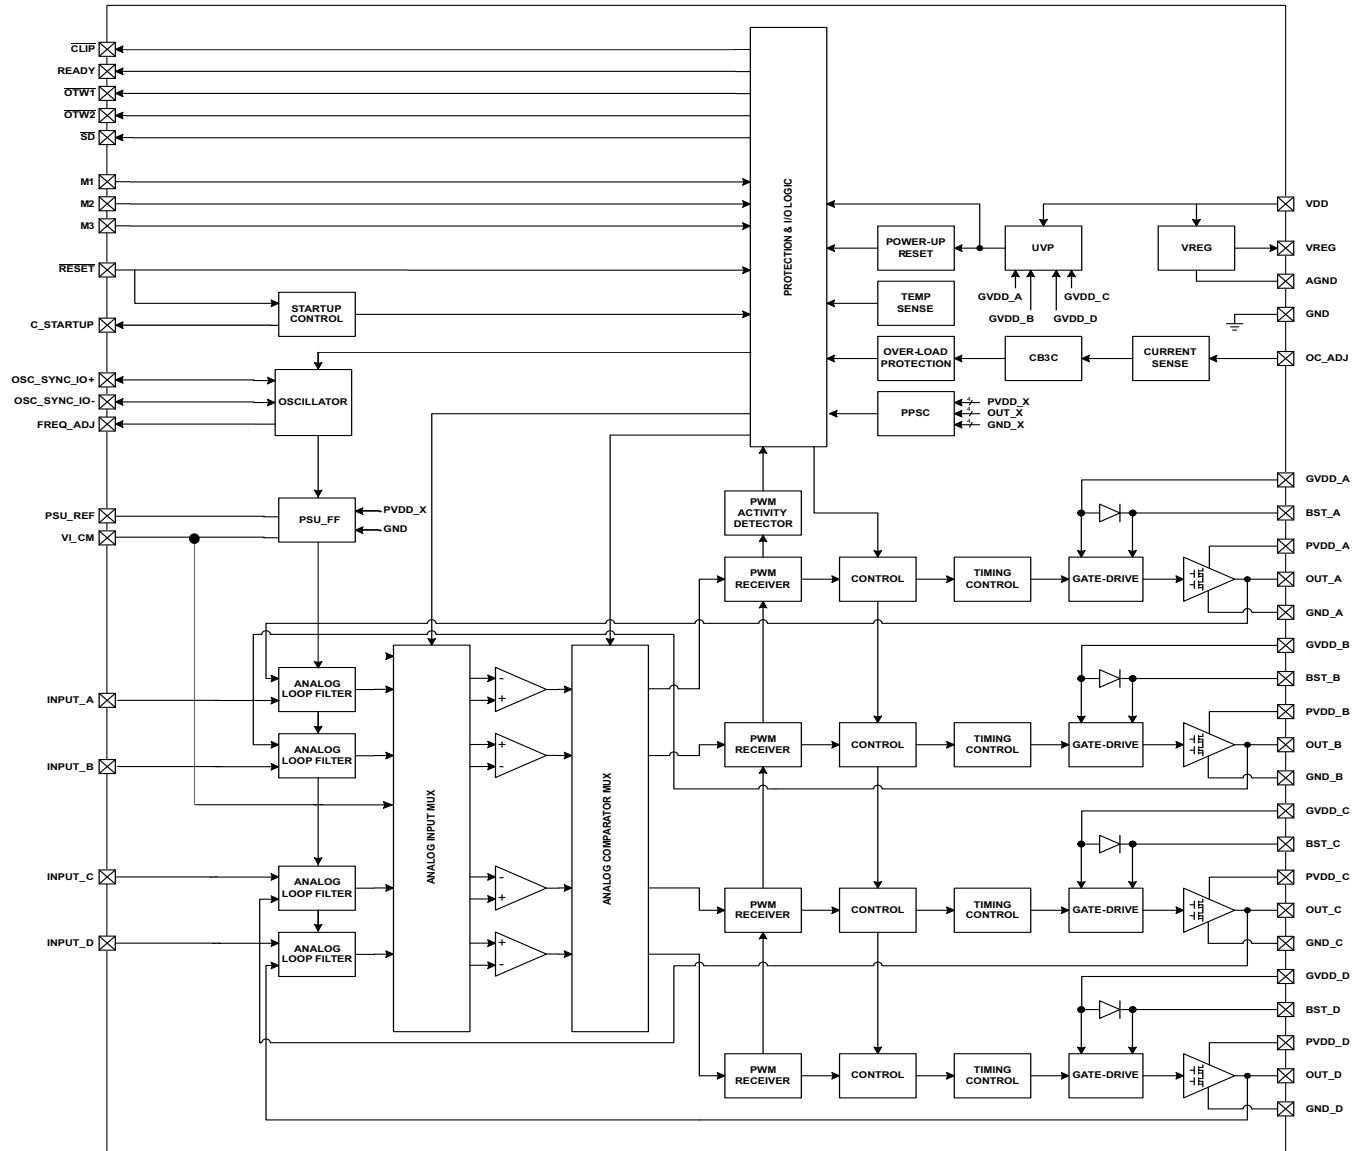 CLIP
READY
OTW1
OTW2
SD
M1
M2
M3
RESET
C_STARTUP
OSC_SYNC_IO+
OSC_SYNC_IO-
FREQ_ADJ
PSU_REF
VI_CM
INPUT_A
INPUT_B
INPUT_C
INPUT_D
STARTUP
CONTROL
OSCILLATOR
PSU_FF
PVDD_X
GND
ANALOG
LOOP FILTER
ANALOG
LOOP FILTER
ANALOG
LOOP FILTER
ANALOG
LOOP FILTER
ANALOG INPUT MUX
-
+
+
-
-
+
+
-
ANALOG COMPARATOR MUX
PROTECTION & I/O LOGIC
POWER-UP
RESET
UVP
VREG
GVDD_A
GVDD_C
GVDD_B
GVDD_D
TEMP
SENSE
OVER-LOAD
PROTECTION
CB3C
CURRENT
SENSE
PPSC
4
PVDD_X
4
OUT_X
4
GND_X
PWM
ACTIVITY
DETECTOR
PWM
RECEIVER
CONTROL
TIMING
CONTROL
GATE-DRIVE
PWM
RECEIVER
CONTROL
TIMING
CONTROL
GATE-DRIVE
PWM
RECEIVER
CONTROL
TIMING
CONTROL
GATE-DRIVE
PWM
RECEIVER
CONTROL
TIMING
CONTROL
GATE-DRIVE
VDD
VREG
AGND
GND
OC_ADJ
GVDD_A
BST_A
PVDD_A
OUT_A
GND_A
GVDD_B
BST_B
PVDD_B
OUT_B
GND_B
GVDD_C
BST_C
PVDD_C
OUT_C
GND_C
GVDD_D
BST_D
PVDD_D
OUT_D
GND_D